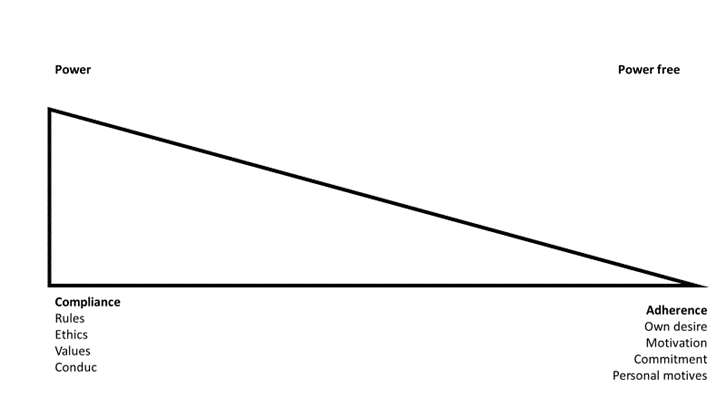 Power
Power free
Compliance
Rules
Ethics
Values
Conduc
Adherence
Own desire
Motivation
Commitment
Personal motives